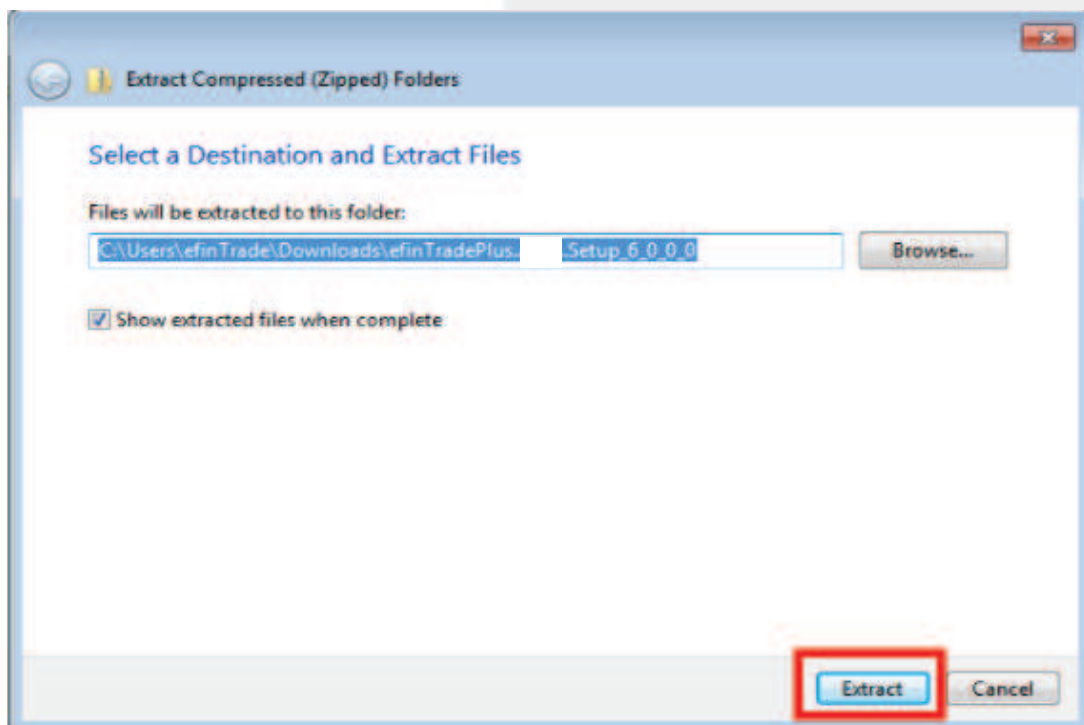 Extract Compressed (Zipped) Folders
Select a Destination and Extract Files
Files will be extracted to this folder:
C:\Users\efinTrade\Downloads\efinTradePlus. .Setup_6_0_0_0
Browse...
Show extracted files when complete
Extract
Cancel